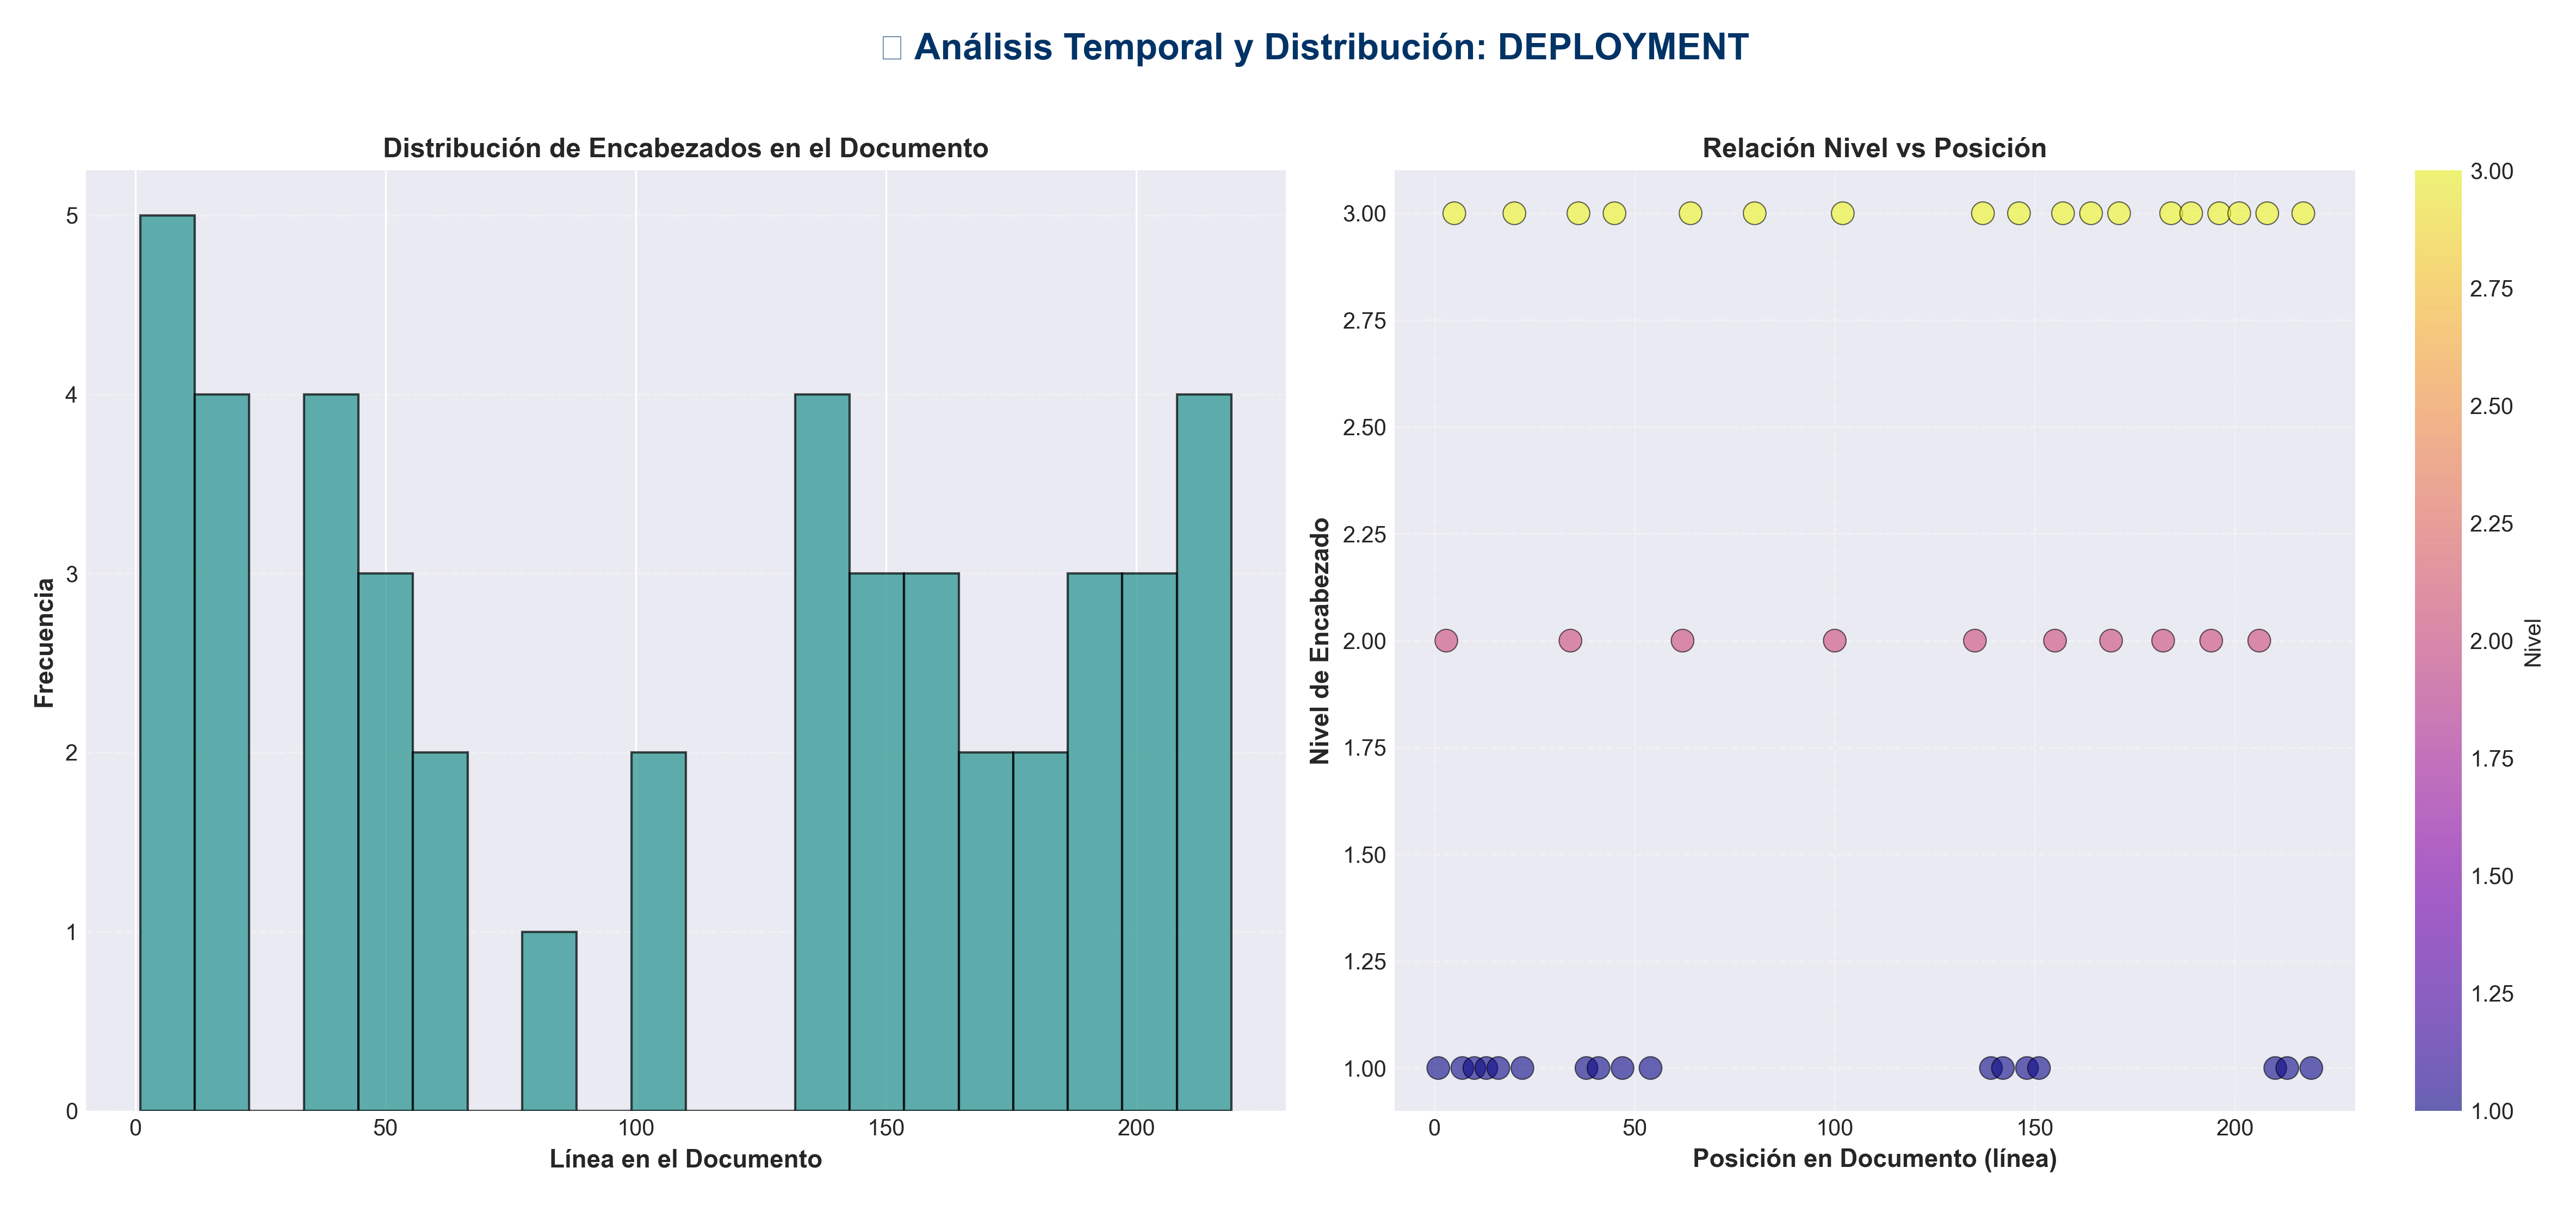 Análisis Temporal y Distribución: DEPLOYMENT
Distribución de Encabezados en el Documento
Frecuencia
5
4
3
2
1
0
0 50 100 150 200
Línea en el Documento
Relación Nivel vs Posición
Nivel de Encabezado
3.00
2.75
2.50
2.25
2.00
1.75
1.50
1.25
1.00
0 50 100 150 200
Posición en Documento (línea)
3.00
2.75
2.50
2.25
2.00
1.75
1.50
1.25
1.00
Nivel